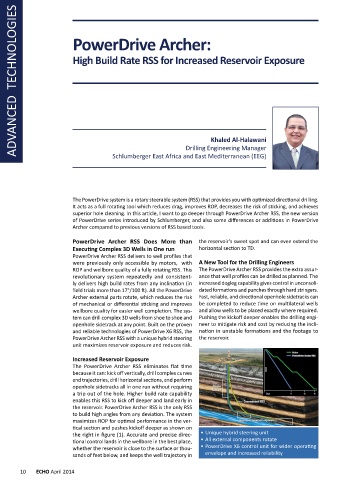 ADVANCED TECHNOLOGIES
PowerDrive Archer:
High Build Rate RSS for Increased Reservoir Exposure
Khaled Al-Halawani
Drilling Engineering Manager
Schlumberger East Africa and East Mediterranean (EEG)
The PowerDrive system is a rotary steerable system (RSS) that provides you with optimized directional drilling.
It acts as a full rotating tool which reduces drag, improves ROP, decreases the risk of sticking, and achieves
superior hole cleaning. In this article, I want to go deeper through PowerDrive Archer RSS, the new version
of PowerDrive series introduced by Schlumberger, and also some differences or additions in PowerDrive
Archer compared to previous versions of RSS based tools.
PowerDrive Archer RSS Does More than
Executing Complex 3D Wells in One run
PowerDrive Archer RSS delivers to well profiles that
were previously only accessible by motors, with
ROP and wellbore quality of a fully rotating RSS. This
revolutionary system repeatedly and consistent-
ly delivers high build rates from any inclination (in
field trials more than 17°/100 ft). All the PowerDrive
Archer external parts rotate, which reduces the risk
of mechanical or differential sticking and improves
wellbore quality for easier well completion. The sys-
tem can drill complex 3D wells from shoe to shoe and
openhole sidetrack at any point. Built on the proven
and reliable technologies of PowerDrive X6 RSS, the
PowerDrive Archer RSS with a unique hybrid steering
unit maximizes reservoir exposure and reduces risk.
Increased Reservoir Exposure
The PowerDrive Archer RSS eliminates flat time
because it can: kick off vertically, drill complex curves
and trajectories, drill horizontal sections, and perform
openhole sidetracks all in one run without requiring
a trip out of the hole. Higher build rate capability
enables this RSS to kick off deeper and land early in
the reservoir. PowerDrive Archer RSS is the only RSS
to build high angles from any deviation. The system
maximizes ROP for optimal performance in the ver-
tical section and pushes kickoff deeper as shown on
the right in figure (1). Accurate and precise direc-
tional control lands in the wellbore in the best place,
whether the reservoir is close to the surface or thou-
sands of feet below, and keeps the well trajectory in
the reservoir's sweet spot and can even extend the
horizontal section to TD.
A New Tool for the Drilling Engineers
The PowerDrive Archer RSS provides the extra assur-
ance that well profiles can be drilled as planned. The
increased dogleg capability gives control in unconsoli-
dated formations and punches through hard stringers.
Fast, reliable, and directional openhole sidetracks can
be completed to reduce time on multilateral wells
and allow wells to be placed exactly where required.
Pushing the kickoff deeper enables the drilling engi-
neer to mitigate risk and cost by reducing the incli-
nation in unstable formations and the footage to
the reservoir.
• Unique hybrid steering unit
• All external components rotate
• PowerDrive X6 control unit for wider operating
envelope and increased reliability
10 ECHO April 2014